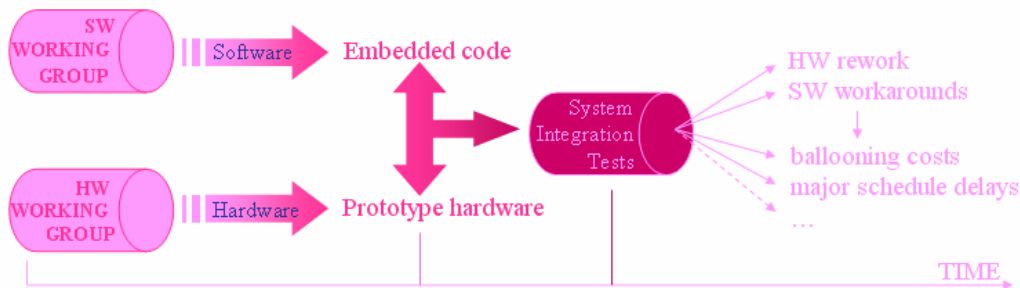 SW
WORKING
GROUP
Software
Embedded code
HW
WORKING
GROUP
Hardware
Prototype hardware
System
Integration
Tests
HW rework
SW workarounds
ballooning costs
major schedule delays
...
TIME